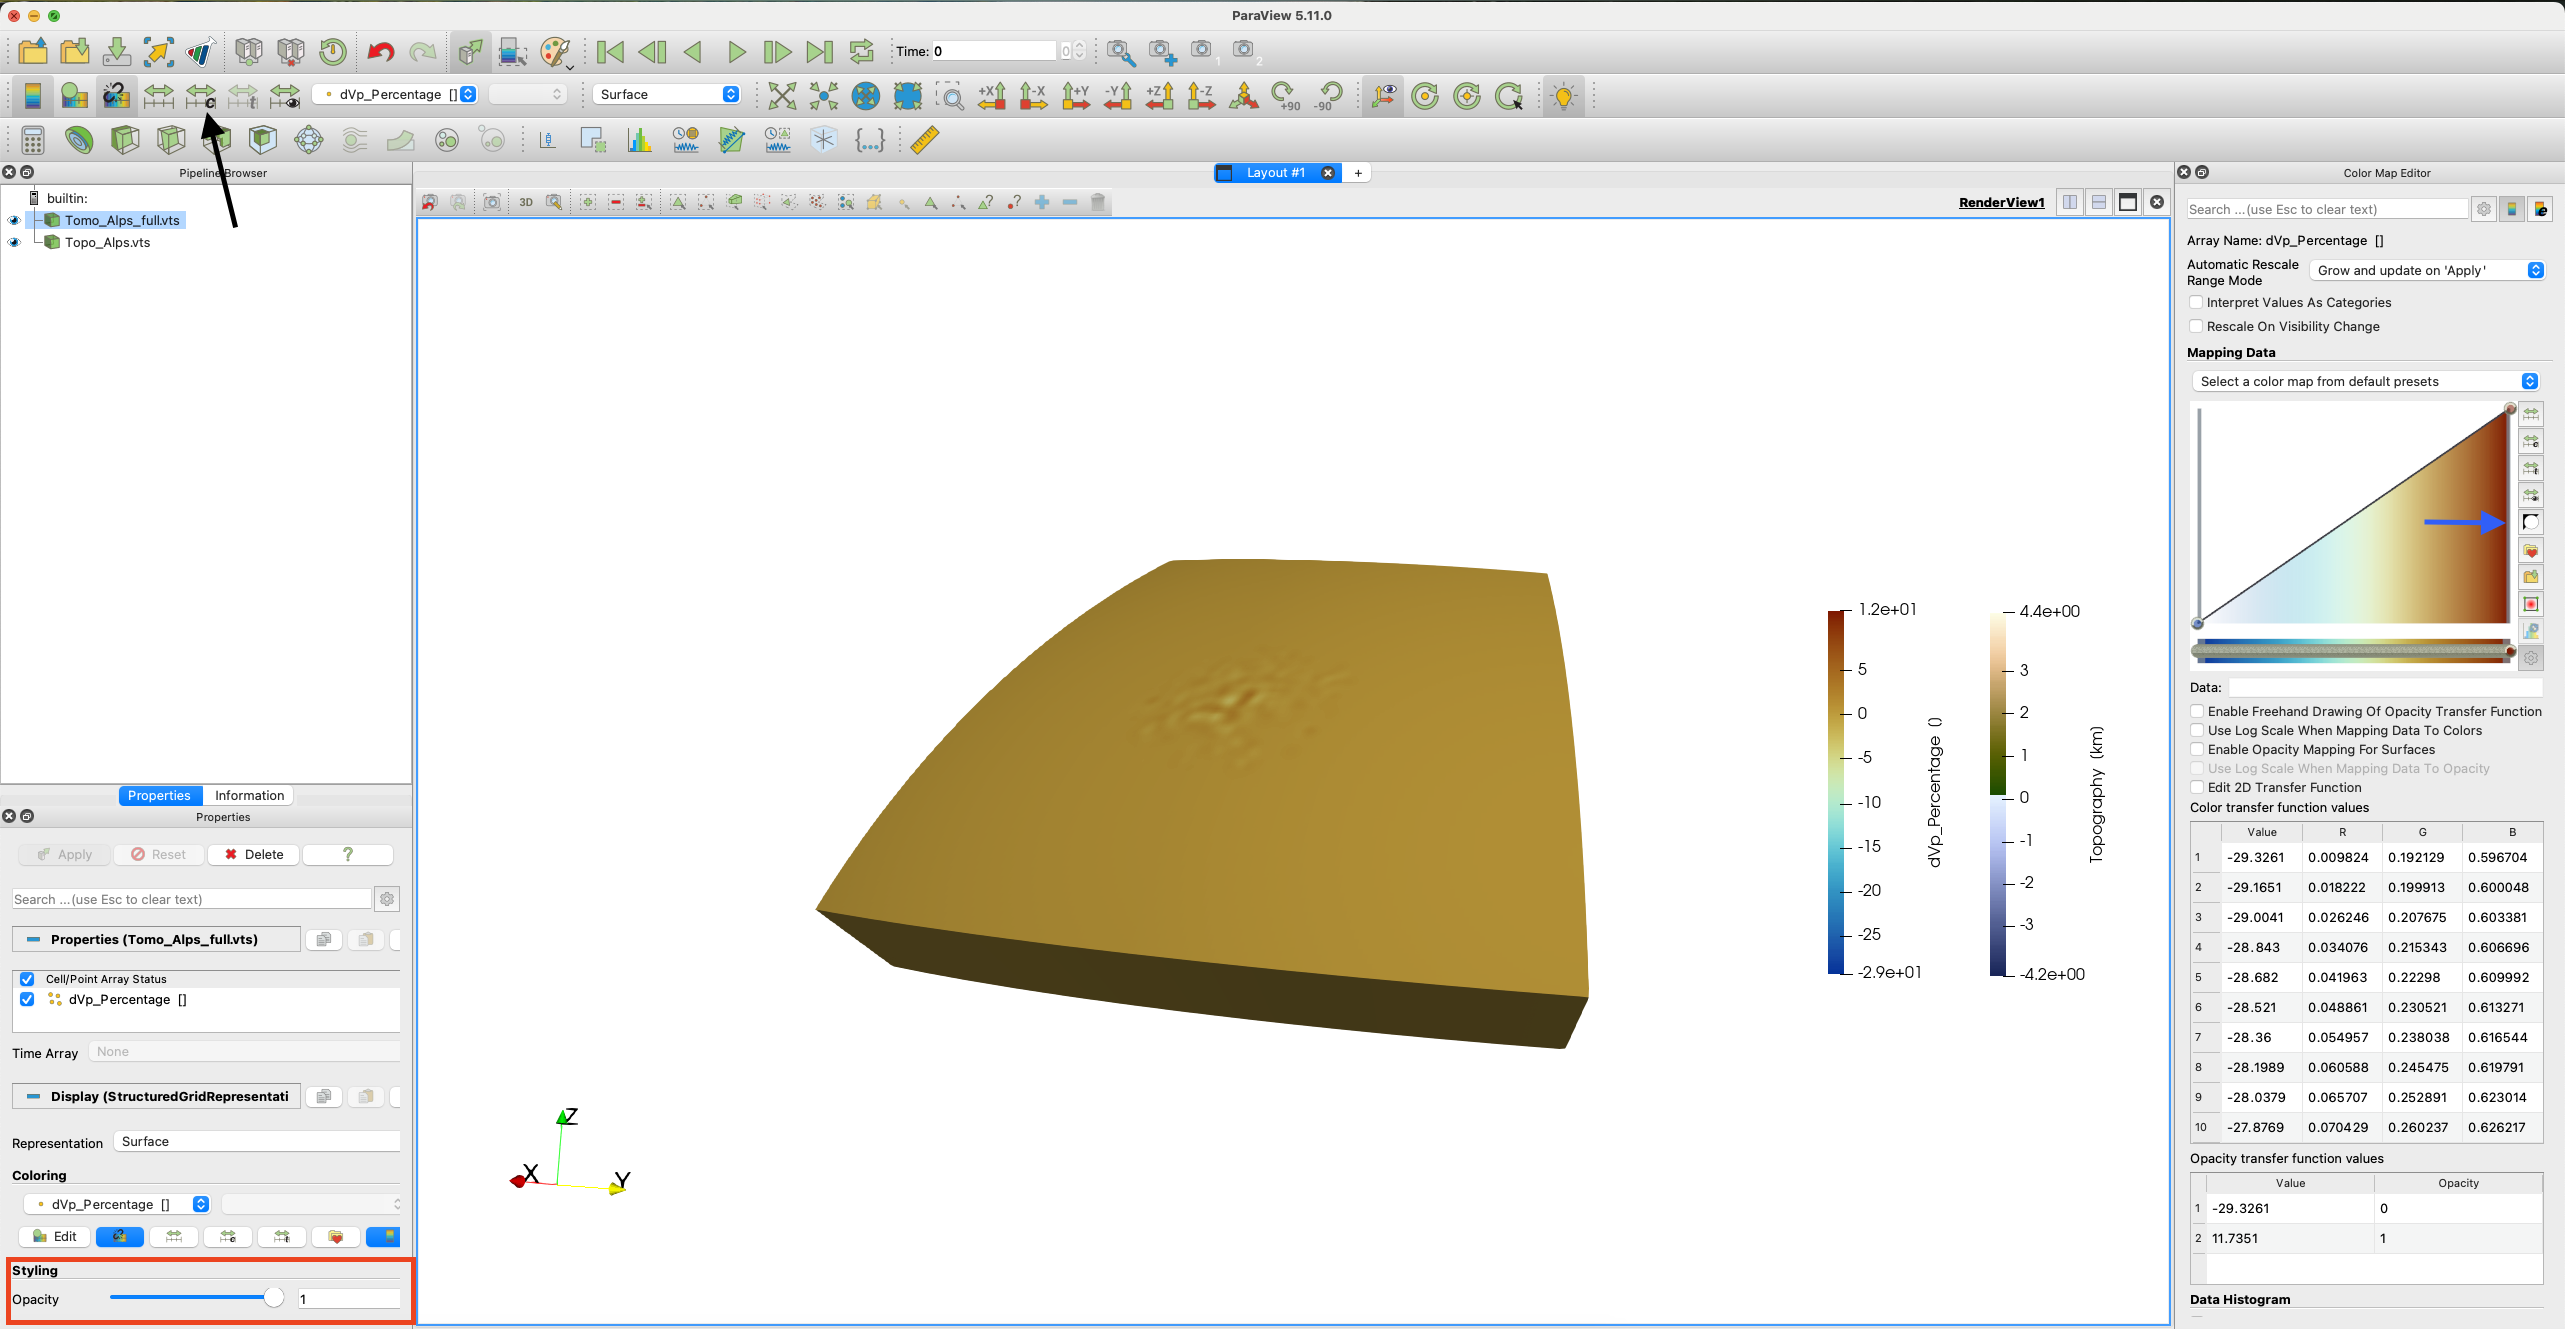 ParaView 5.11.0
Time: 0
0
1
2
dVp_Percentage []
Surface
+X
-X
+Y
-Y
+Z
-Z
+90
-90
Pipeline Browser
builtin:
Tomo_Alps_full.vts
Topo_Alps.vts
Properties
Information
Properties
Apply
Reset
Delete
?
Search ...(use Esc to clear text)
Properties (Tomo_Alps_full.vts)
Cell/Point Array Status
dVp_Percentage []
Time Array
None
Display (StructuredGridRepresentati
Representation
Surface
Coloring
dVp_Percentage []
Edit
Styling
Opacity
1
Layout #1
+
3D
RenderView1
1.2e+01
5
0
-5
-10
-15
-20
-25
-2.9e+01
dVp_Percentage ()
4.4e+00
3
2
1
0
-1
-2
-3
-4.2e+00
Topography (km)
Z
X
Y
Color Map Editor
Search ...(use Esc to clear text)
Array Name: dVp_Percentage []
Automatic Rescale
Range Mode
Grow and update on 'Apply'
Interpret Values As Categories
Rescale On Visibility Change
Mapping Data
Select a color map from default presets
Data:
Enable Freehand Drawing Of Opacity Transfer Function
Use Log Scale When Mapping Data To Colors
Enable Opacity Mapping For Surfaces
Use Log Scale When Mapping Data To Opacity
Edit 2D Transfer Function
Color transfer function values
Value R G B
1 -29.3261 0.009824 0.192129 0.596704
2 -29.1651 0.018222 0.199913 0.600048
3 -29.0041 0.026246 0.207675 0.603381
4 -28.843 0.034076 0.215343 0.606696
5 -28.682 0.041963 0.22298 0.609992
6 -28.521 0.048861 0.230521 0.613271
7 -28.36 0.054957 0.238038 0.616544
8 -28.1989 0.060588 0.245475 0.619791
9 -28.0379 0.065707 0.252891 0.623014
10 -27.8769 0.070429 0.260237 0.626217
Opacity transfer function values
Value Opacity
1 -29.3261 0
2 11.7351 1
Data Histogram